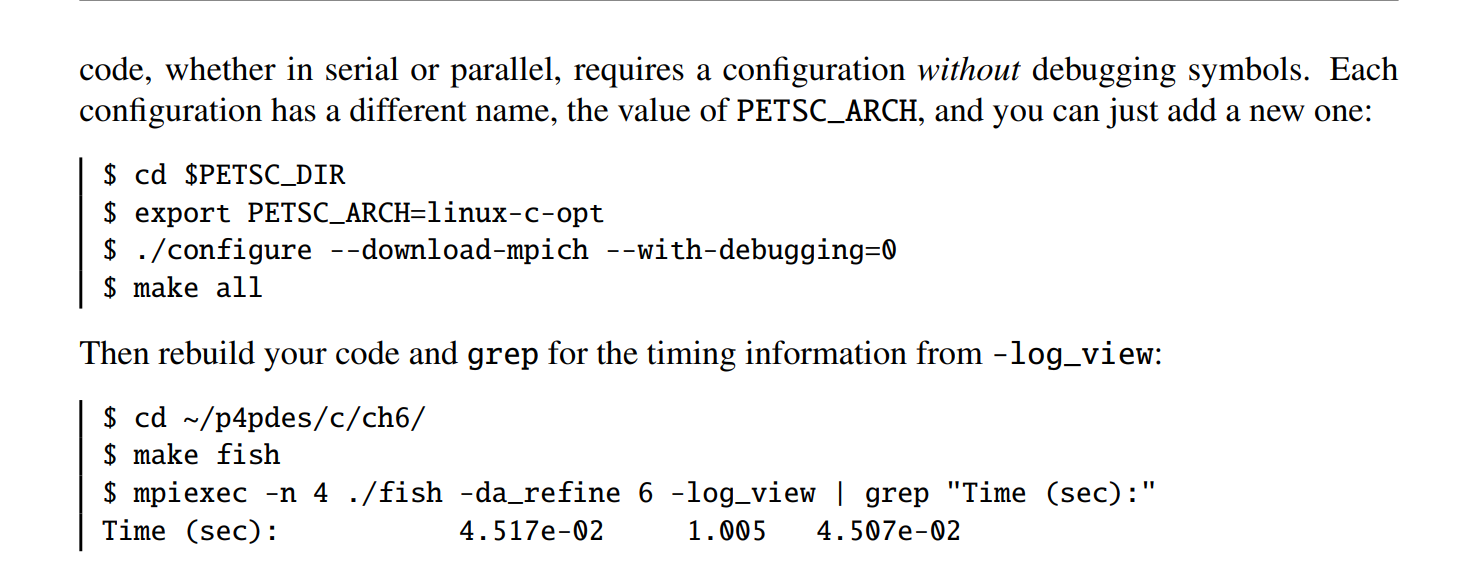 code, whether in serial or parallel, requires a configuration without debugging symbols. Each
configuration has a different name, the value of PETSC_ARCH, and you can just add a new one:
$ cd $PETSC_DIR
$ export PETSC_ARCH=linux-c-opt
$ ./configure --download-mpich --with-debugging=0
$ make all
Then rebuild your code and grep for the timing information from -log_view:
$ cd ~/p4pdes/c/ch6/
$ make fish
$ mpiexec -n 4 ./fish -da_refine 6 -log_view | grep "Time (sec):"
Time (sec): 4.517e-02 1.005 4.507e-02